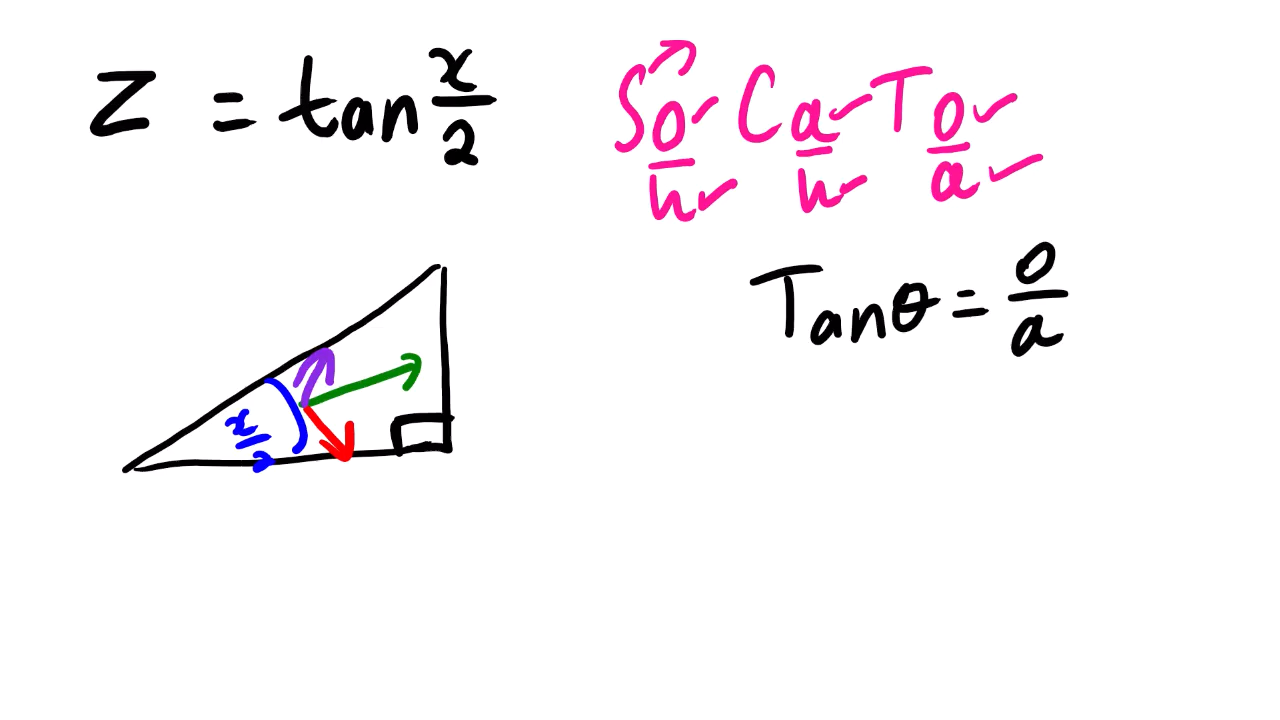 Z = tan x/2
So/h Ca/h To/a
Tanθ = o/a
x/2